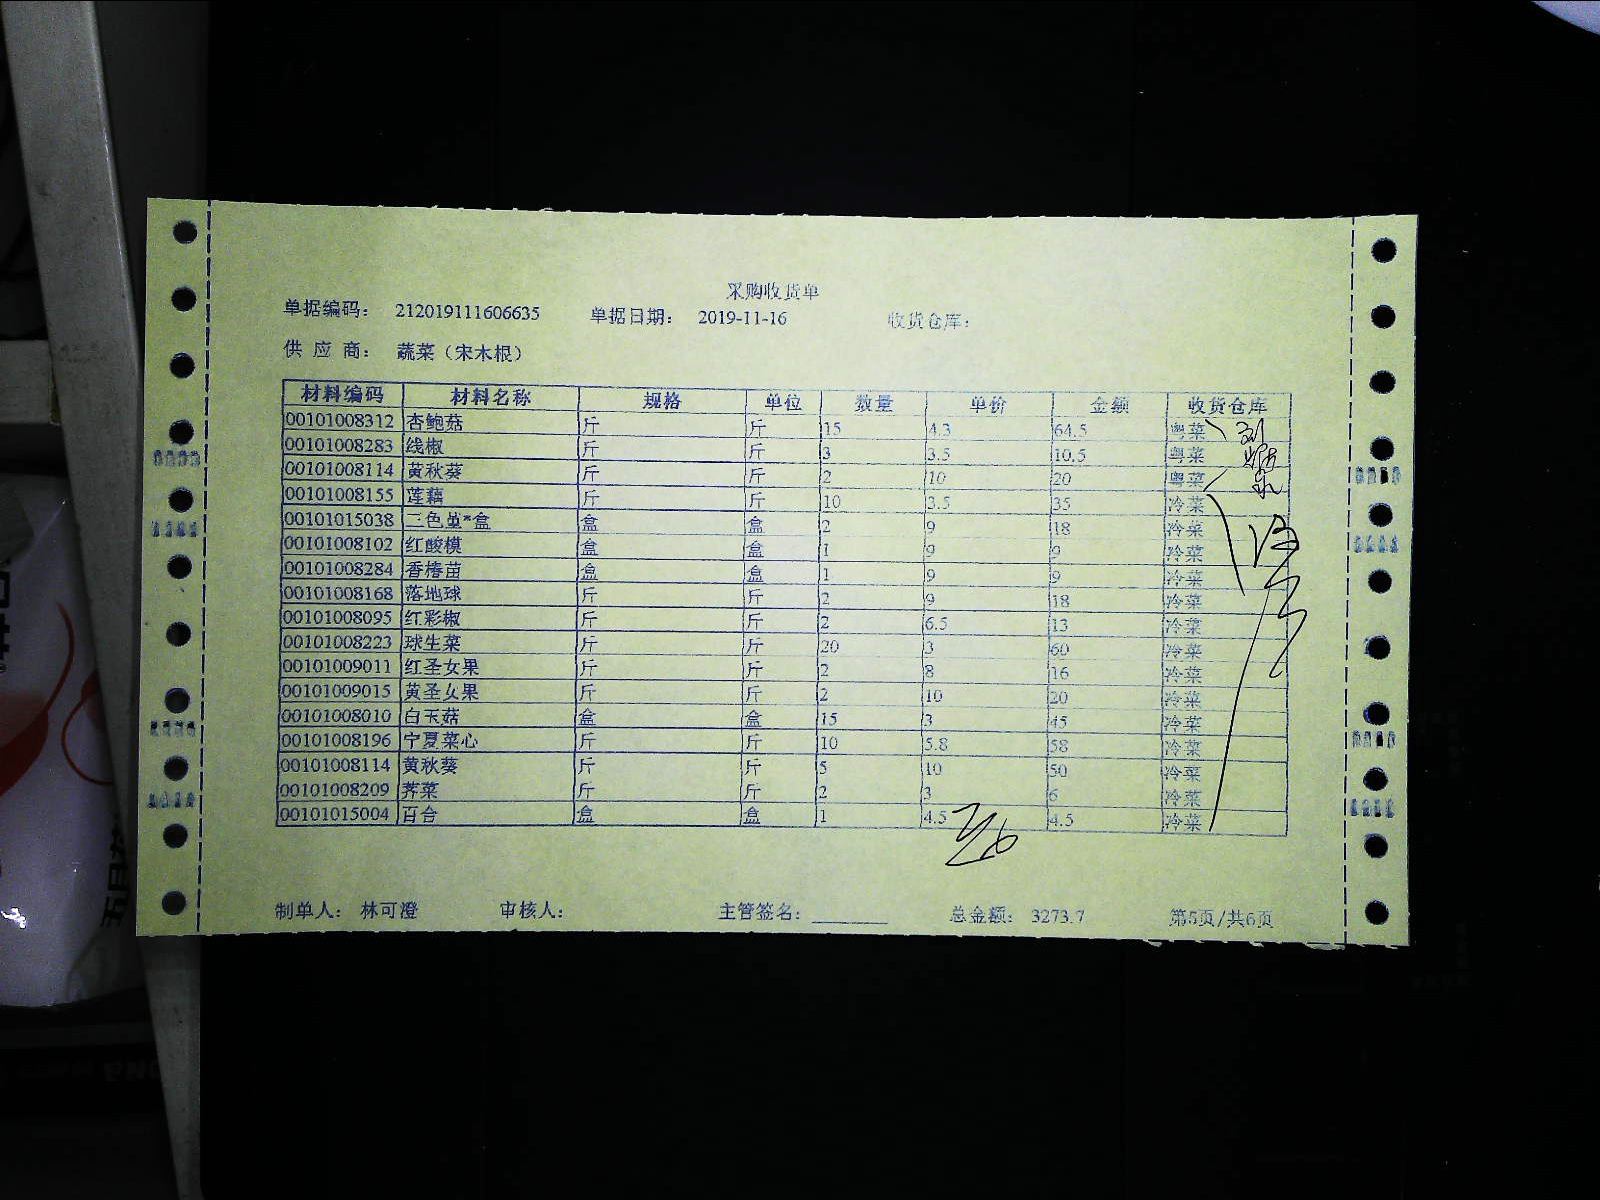 采购收货单
单据编码： 212019111606635 单据日期： 2019-11-16 收货仓库：
供 应 商： 蔬菜（宋木根）
材料编码 材料名称 规格 单位 数量 单价 金额 收货仓库
00101008312 杏鲍菇 斤 斤 15 4.3 64.5 粤菜
00101008283 线椒 斤 斤 3 3.5 10.5 粤菜
00101008114 黄秋葵 斤 斤 2 10 20 粤菜
00101008155 莲藕 斤 斤 10 3.5 35 冷菜
00101015038 三色堇*盒 盒 盒 2 9 18 冷菜
00101008102 红酸模 盒 盒 1 9 9 冷菜
00101008284 香椿苗 盒 盒 1 9 9 冷菜
00101008168 落地球 斤 斤 2 9 18 冷菜
00101008095 红彩椒 斤 斤 2 6.5 13 冷菜
00101008223 球生菜 斤 斤 20 3 60 冷菜
00101009011 红圣女果 斤 斤 2 8 16 冷菜
00101009015 黄圣女果 斤 斤 2 10 20 冷菜
00101008010 白玉菇 盒 盒 15 3 45 冷菜
00101008196 宁夏菜心 斤 斤 10 5.8 58 冷菜
00101008114 黄秋葵 斤 斤 5 10 50 冷菜
00101008209 荠菜 斤 斤 2 3 6 冷菜
00101015004 百合 盒 盒 1 4.5 4.5 冷菜
制单人： 林可澄 审核人： 主管签名： 总金额： 3273.7 第5页/共6页